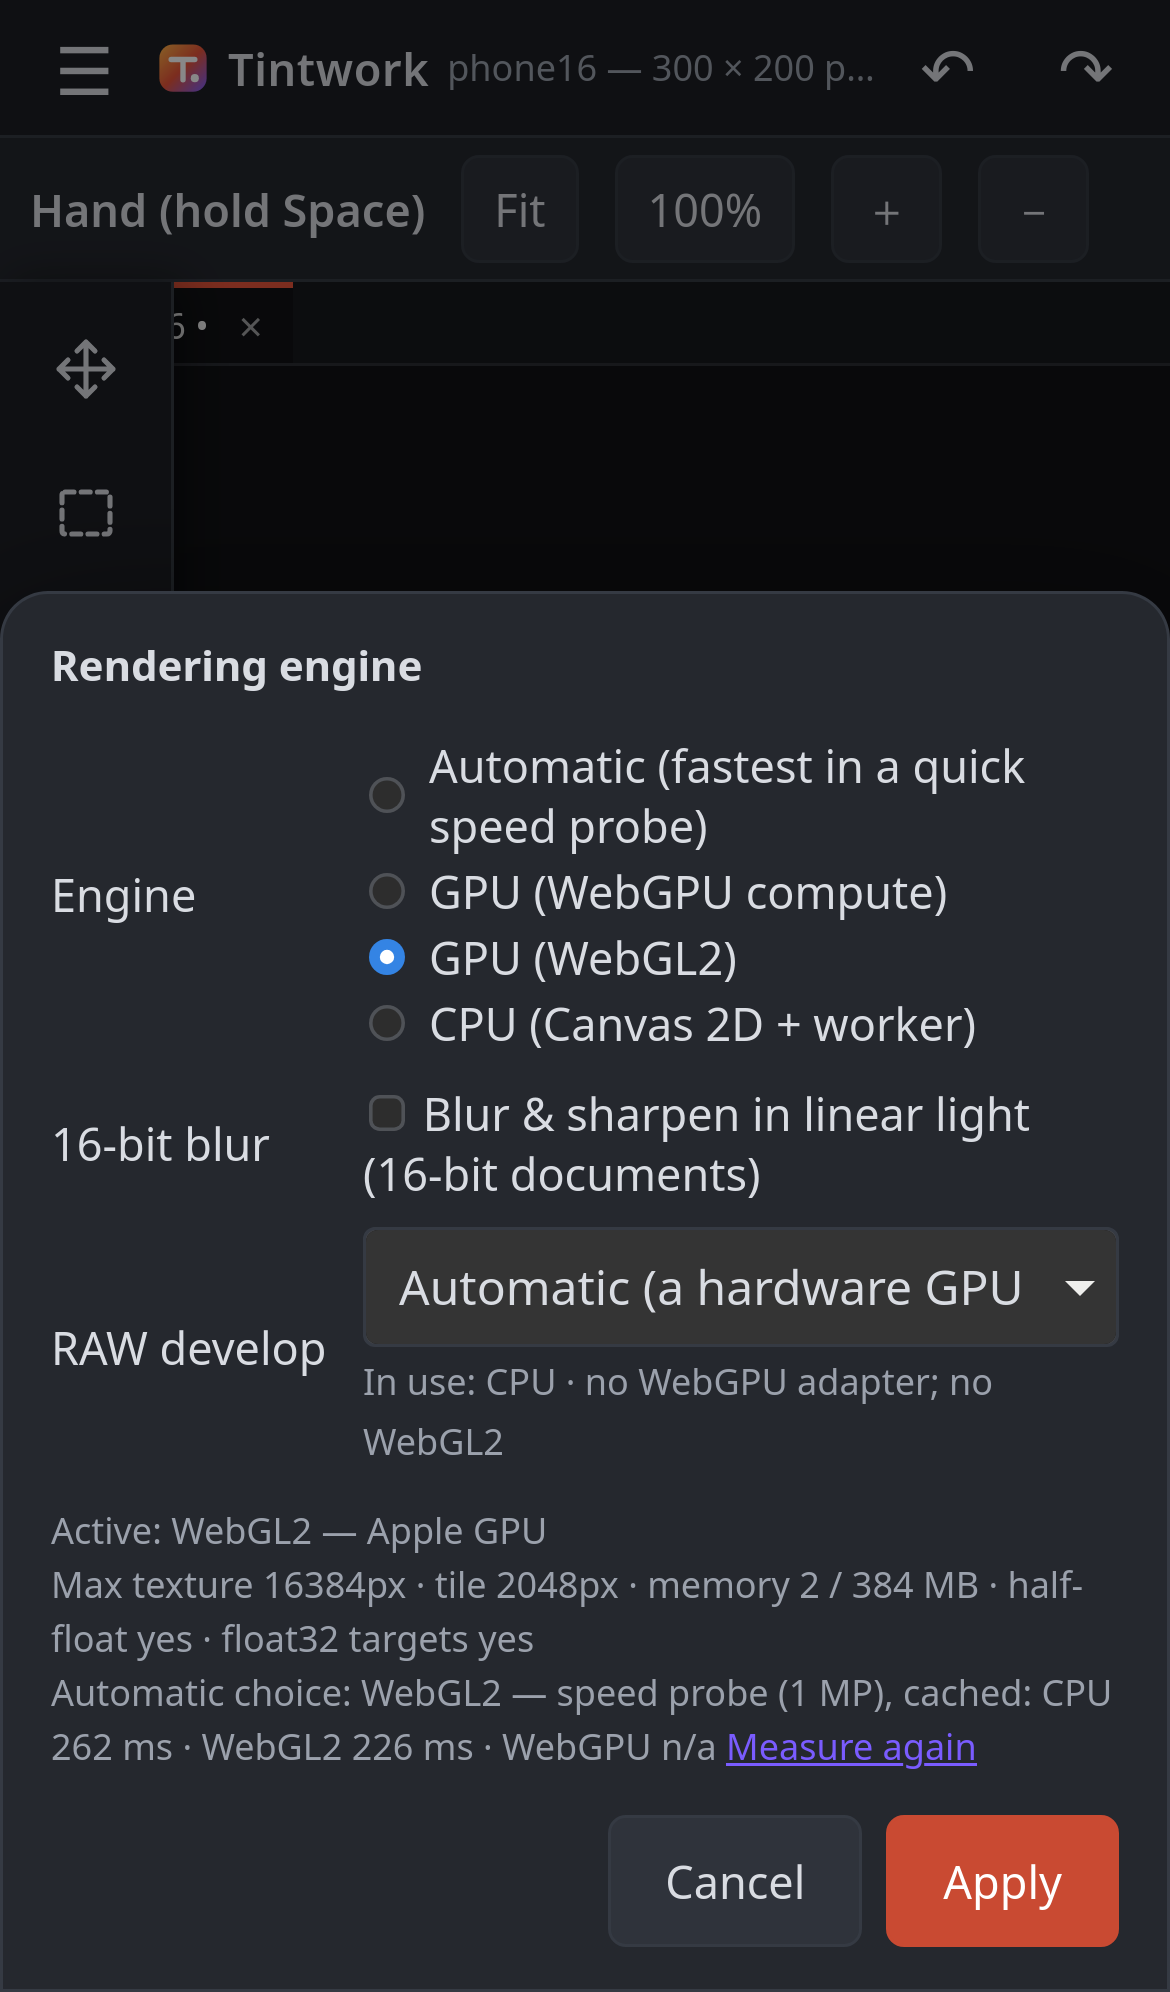 Tintwork phone16 — 300 × 200 p...
Hand (hold Space) Fit 100% + −
6 • ×
Rendering engine
Engine
Automatic (fastest in a quick
speed probe)
GPU (WebGPU compute)
GPU (WebGL2)
CPU (Canvas 2D + worker)
16-bit blur
Blur & sharpen in linear light
(16-bit documents)
RAW develop
Automatic (a hardware GPU
In use: CPU · no WebGPU adapter; no
WebGL2
Active: WebGL2 — Apple GPU
Max texture 16384px · tile 2048px · memory 2 / 384 MB · half-
float yes · float32 targets yes
Automatic choice: WebGL2 — speed probe (1 MP), cached: CPU
262 ms · WebGL2 226 ms · WebGPU n/a Measure again
Cancel Apply